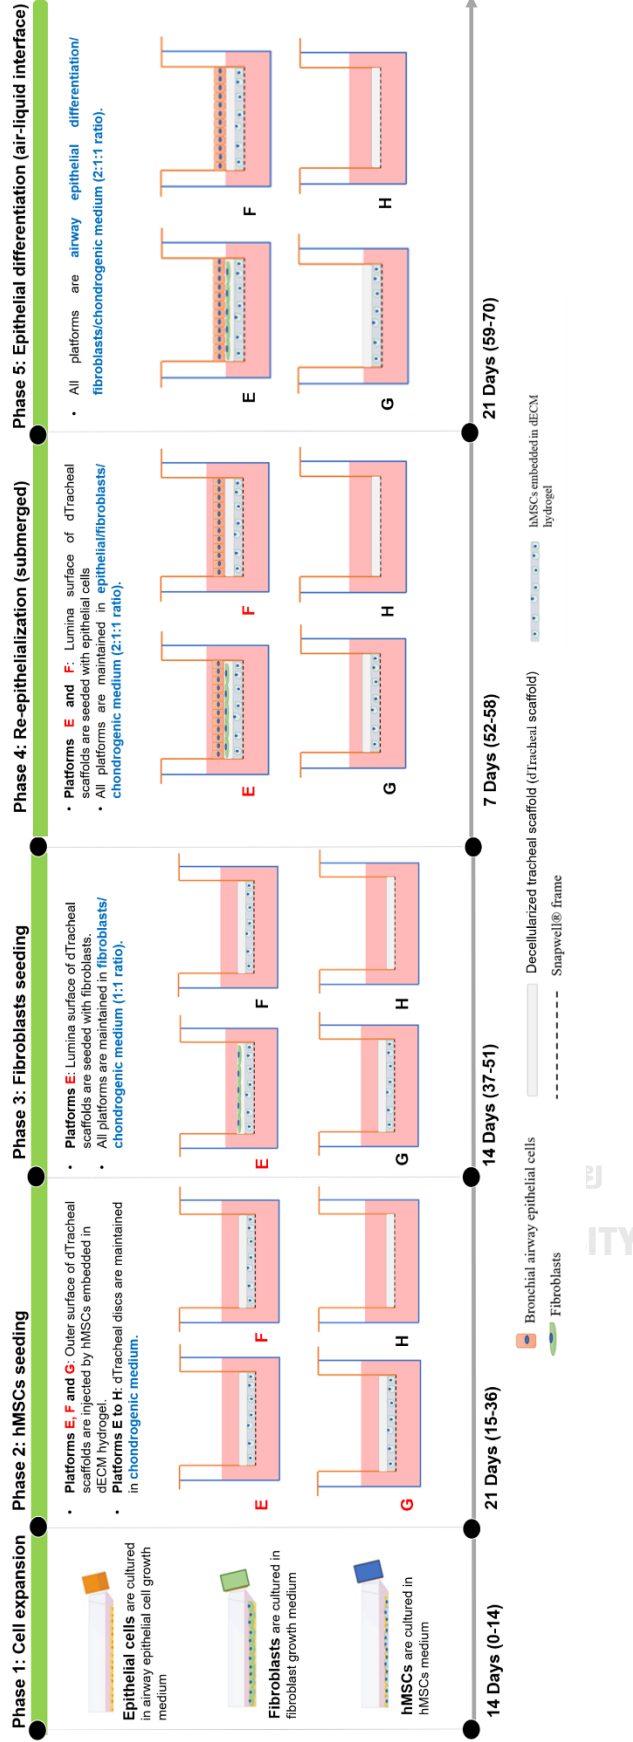 Phase 1: Cell expansion
Epithelial cells are cultured
in airway epithelial cell growth
medium
Fibroblasts are cultured in
fibroblast growth medium
hMSCs are cultured in
hMSCs medium
14 Days (0-14)
Phase 2: hMSCs seeding
• Platforms E, F and G: Outer surface of dTracheal
scaffolds are injected by hMSCs embedded in
dECM hydrogel.
• Platforms E to H: dTracheal discs are maintained
in chondrogenic medium.
E
F
G
H
21 Days (15-36)
Phase 3: Fibroblasts seeding
• Platforms E: Lumina surface of dTracheal
scaffolds are seeded with fibroblasts.
• All platforms are maintained in fibroblasts/
chondrogenic medium (1:1 ratio).
E
F
G
H
14 Days (37-51)
Phase 4: Re-epithelialization (submerged)
• Platforms E and F: Lumina surface of dTracheal
scaffolds are seeded with epithelial cells
• All platforms are maintained in epithelial/fibroblasts/
chondrogenic medium (2:1:1 ratio).
E
F
G
H
7 Days (52-58)
Phase 5: Epithelial differentiation (air-liquid interface)
• All platforms are airway epithelial differentiation/
fibroblasts/chondrogenic medium (2:1:1 ratio).
E
F
G
H
21 Days (59-70)
Bronchial airway epithelial cells
Fibroblasts
Decellularized tracheal scaffold (dTracheal scaffold)
Snapwell® frame
hMSCs embedded in dECM
hydrogel
ITY